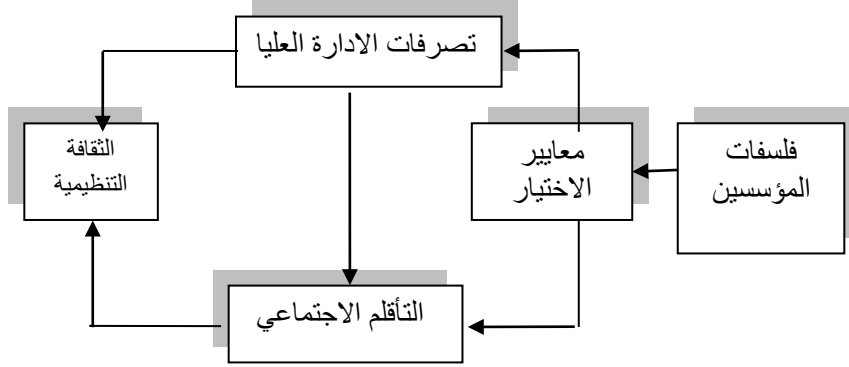 تصرفات الادارة العليا
فلسفات
المؤسسين
معايير
الاختيار
الثقافة
التنظيمية
التأقلم الاجتماعي